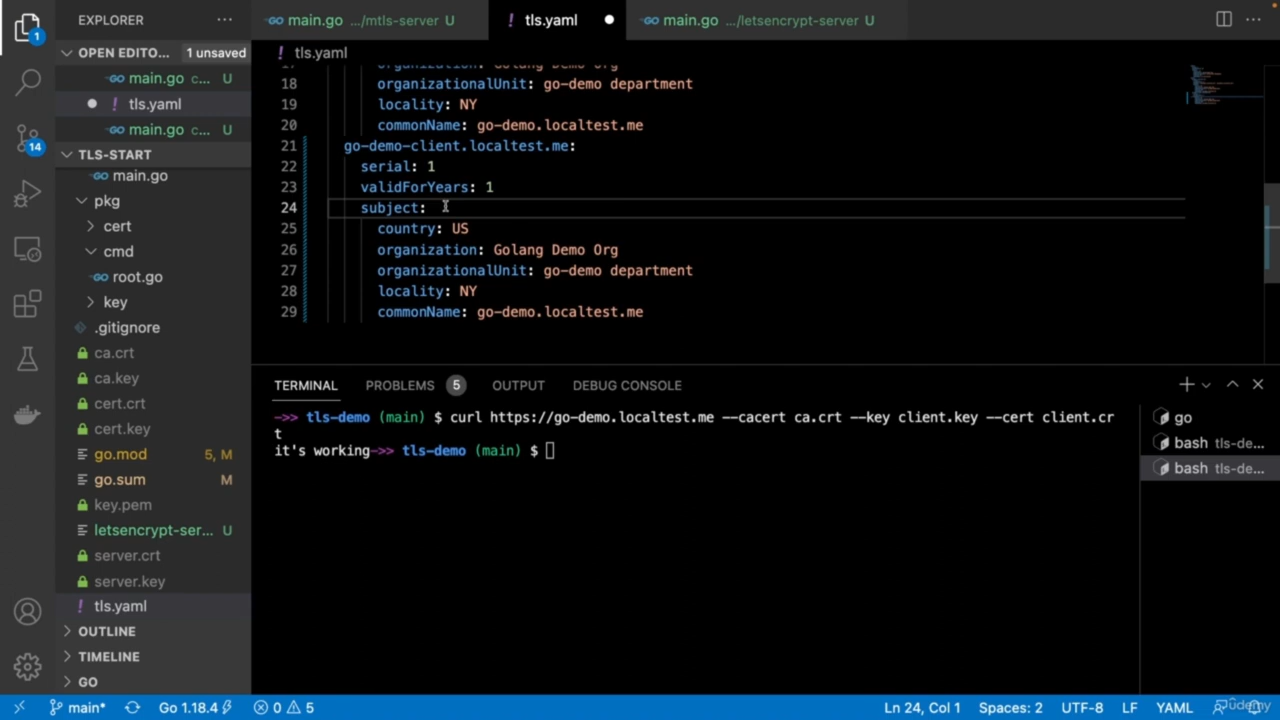 EXPLORER
main.go .../mtls-server U
! tls.yaml
main.go .../letsencrypt-server U
OPEN EDITO... 1 unsaved
main.go c... U
! tls.yaml
main.go c... U
TLS-START
main.go
pkg
cert
cmd
root.go
key
.gitignore
ca.crt
ca.key
cert.crt
cert.key
go.mod 5, M
go.sum M
key.pem
letsencrypt-ser... U
server.crt
server.key
! tls.yaml
OUTLINE
TIMELINE
GO
1
14
! tls.yaml
17 organization: Golang Demo Org
18 organizationalUnit: go-demo department
19 locality: NY
20 commonName: go-demo.localtest.me
21 go-demo-client.localtest.me:
22 serial: 1
23 validForYears: 1
24 subject:
25 country: US
26 organization: Golang Demo Org
27 organizationalUnit: go-demo department
28 locality: NY
29 commonName: go-demo.localtest.me
TERMINAL PROBLEMS 5 OUTPUT DEBUG CONSOLE
->> tls-demo (main) $ curl https://go-demo.localtest.me --cacert ca.crt --key client.key --cert client.cr
t
it's working->> tls-demo (main) $
go
bash tls-de...
bash tls-de...
main* Go 1.18.4 0 5 Ln 24, Col 1 Spaces: 2 UTF-8 LF YAML
Udemy